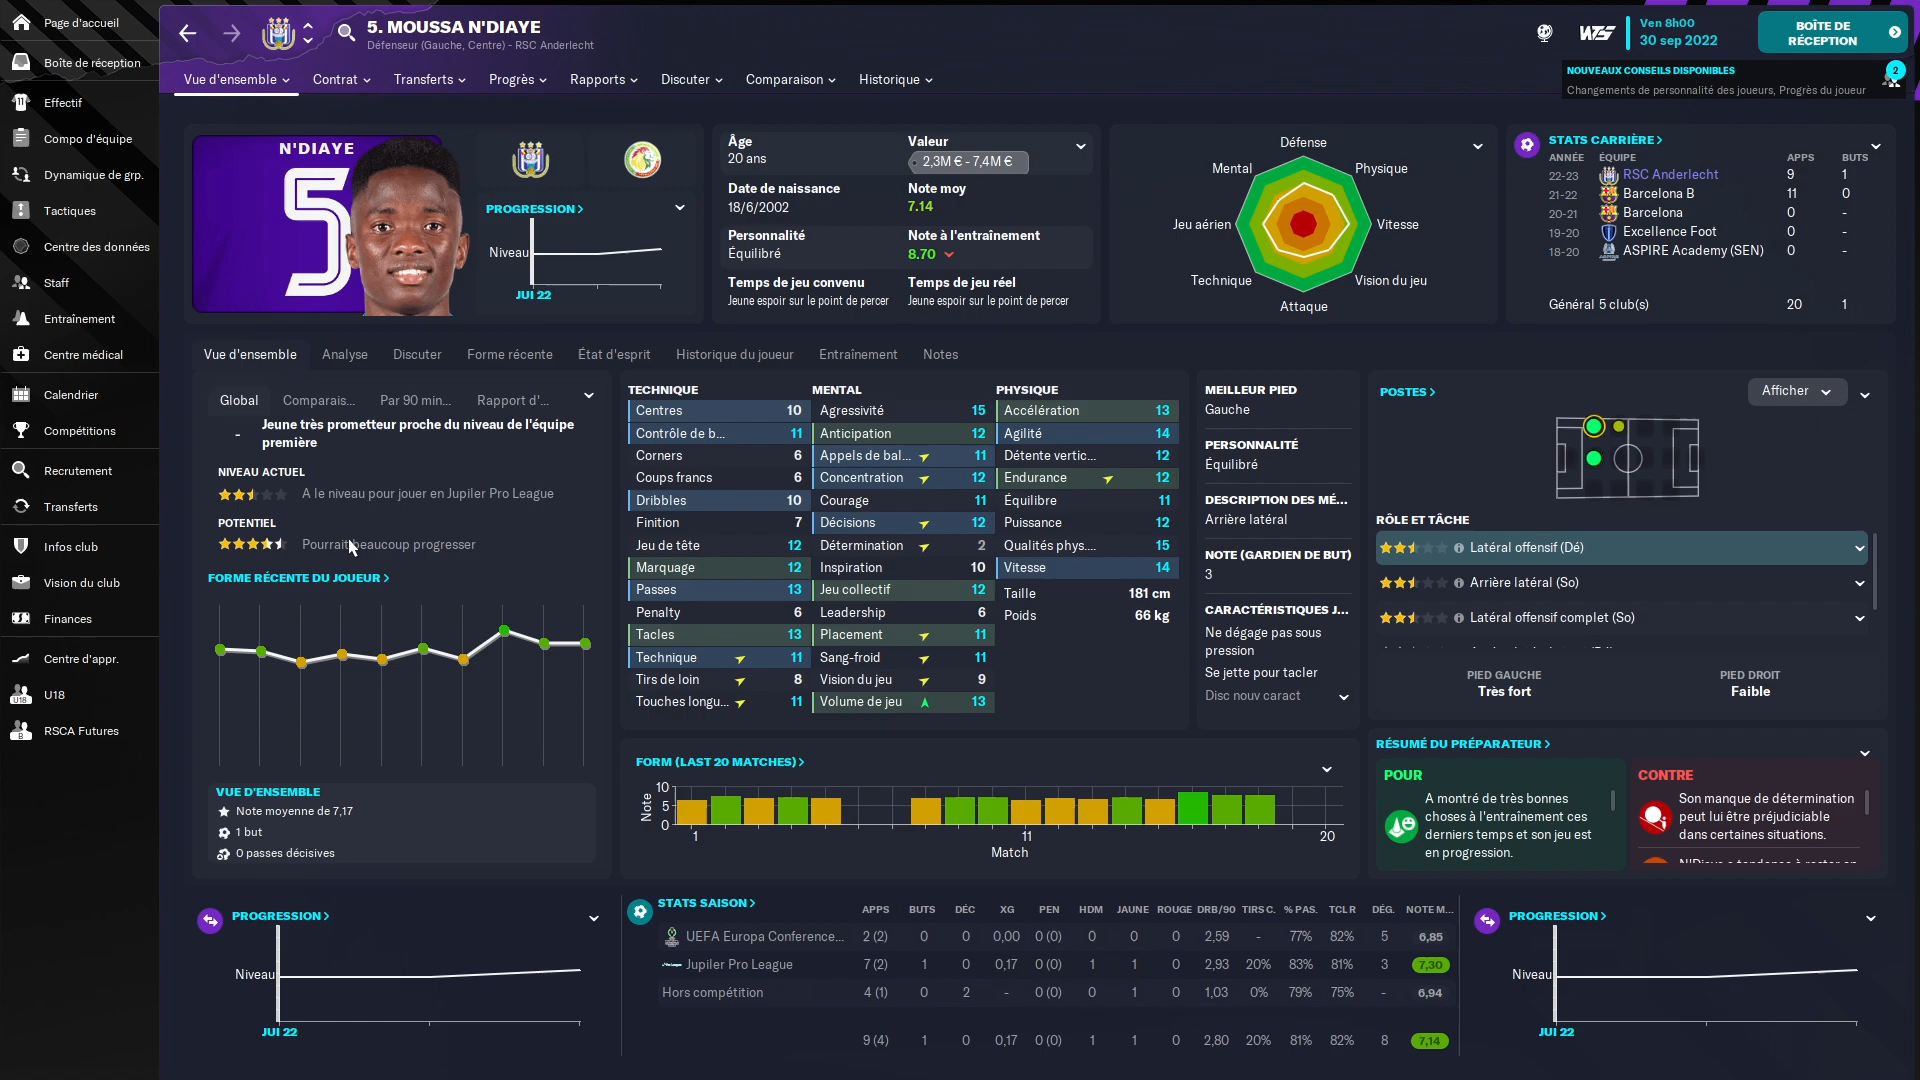 Page d'accueil
Boîte de réception
Effectif
Compo d'équipe
Dynamique de grp.
Tactiques
Centre des données
Staff
Entraînement
Centre médical
Calendrier
Compétitions
Recrutement
Transferts
Infos club
Vision du club
Finances
Centre d'appr.
U18
RSCA Futures
5. MOUSSA N'DIAYE
Défenseur (Gauche, Centre) - RSC Anderlecht
Ven 8h00
30 sep 2022
BOÎTE DE
RÉCEPTION
Vue d'ensemble
Contrat
Transferts
Progrès
Rapports
Discuter
Comparaison
Historique
NOUVEAUX CONSEILS DISPONIBLES
2
Changements de personnalité des joueurs, Progrès du joueur
N'DIAYE
5
PROGRESSION
Niveau
JUI 22
Âge
20 ans
Valeur
2,3M € - 7,4M €
Date de naissance
18/6/2002
Note moy
7.14
Personnalité
Équilibré
Note à l'entraînement
8.70
Temps de jeu convenu
Jeune espoir sur le point de percer
Temps de jeu réel
Jeune espoir sur le point de percer
Défense
Mental
Physique
Jeu aérien
Vitesse
Technique
Vision du jeu
Attaque
STATS CARRIÈRE
ANNÉE ÉQUIPE APPS BUTS
22-23 RSC Anderlecht 9 1
21-22 Barcelona B 11 0
20-21 Barcelona 0 -
19-20 Excellence Foot 0 -
18-20 ASPIRE Academy (SEN) 0 -
Général 5 club(s) 20 1
Vue d'ensemble
Analyse
Discuter
Forme récente
État d'esprit
Historique du joueur
Entraînement
Notes
Global
Comparais...
Par 90 min...
Rapport d'...
- Jeune très prometteur proche du niveau de l'équipe
première
NIVEAU ACTUEL
A le niveau pour jouer en Jupiler Pro League
POTENTIEL
Pourrait beaucoup progresser
FORME RÉCENTE DU JOUEUR
VUE D'ENSEMBLE
Note moyenne de 7,17
1 but
0 passes décisives
TECHNIQUE
Centres 10
Contrôle de b... 11
Corners 6
Coups francs 6
Dribbles 10
Finition 7
Jeu de tête 12
Marquage 12
Passes 13
Penalty 6
Tacles 13
Technique 11
Tirs de loin 8
Touches longu... 11
MENTAL
Agressivité 15
Anticipation 12
Appels de bal... 11
Concentration 12
Courage 11
Décisions 12
Détermination 2
Inspiration 10
Jeu collectif 12
Leadership 6
Placement 11
Sang-froid 11
Vision du jeu 9
Volume de jeu 13
PHYSIQUE
Accélération 13
Agilité 14
Détente vertic... 12
Endurance 12
Équilibre 11
Puissance 12
Qualités phys.... 15
Vitesse 14
Taille 181 cm
Poids 66 kg
MEILLEUR PIED
Gauche
PERSONNALITÉ
Équilibré
DESCRIPTION DES MÉ...
Arrière latéral
NOTE (GARDIEN DE BUT)
3
CARACTÉRISTIQUES J...
Ne dégage pas sous
pression
Se jette pour tacler
Disc nouv caract
POSTES
Afficher
RÔLE ET TÂCHE
Latéral offensif (Dé)
Arrière latéral (So)
Latéral offensif complet (So)
PIED GAUCHE
Très fort
PIED DROIT
Faible
FORM (LAST 20 MATCHES)
Note
10
5
0
1
11
20
Match
RÉSUMÉ DU PRÉPARATEUR
POUR
A montré de très bonnes
choses à l'entraînement ces
derniers temps et son jeu est
en progression.
CONTRE
Son manque de détermination
peut lui être préjudiciable
dans certaines situations.
PROGRESSION
Niveau
JUI 22
STATS SAISON
APPS BUTS DÉC XG PEN HDM JAUNE ROUGE DRB/90 TIRS C. % PAS. TCL R DÉG. NOTE M...
UEFA Europa Conference... 2 (2) 0 0 0,00 0 (0) 0 0 0 2,59 - 77% 82% 5 6,85
Jupiler Pro League 7 (2) 1 0 0,17 0 (0) 1 1 0 2,93 20% 83% 81% 3 7,30
Hors compétition 4 (1) 0 2 - 0 (0) 0 1 0 1,03 0% 79% 75% - 6,94
9 (4) 1 0 0,17 0 (0) 1 1 0 2,80 20% 81% 82% 8 7,14
PROGRESSION
Niveau
JUI 22